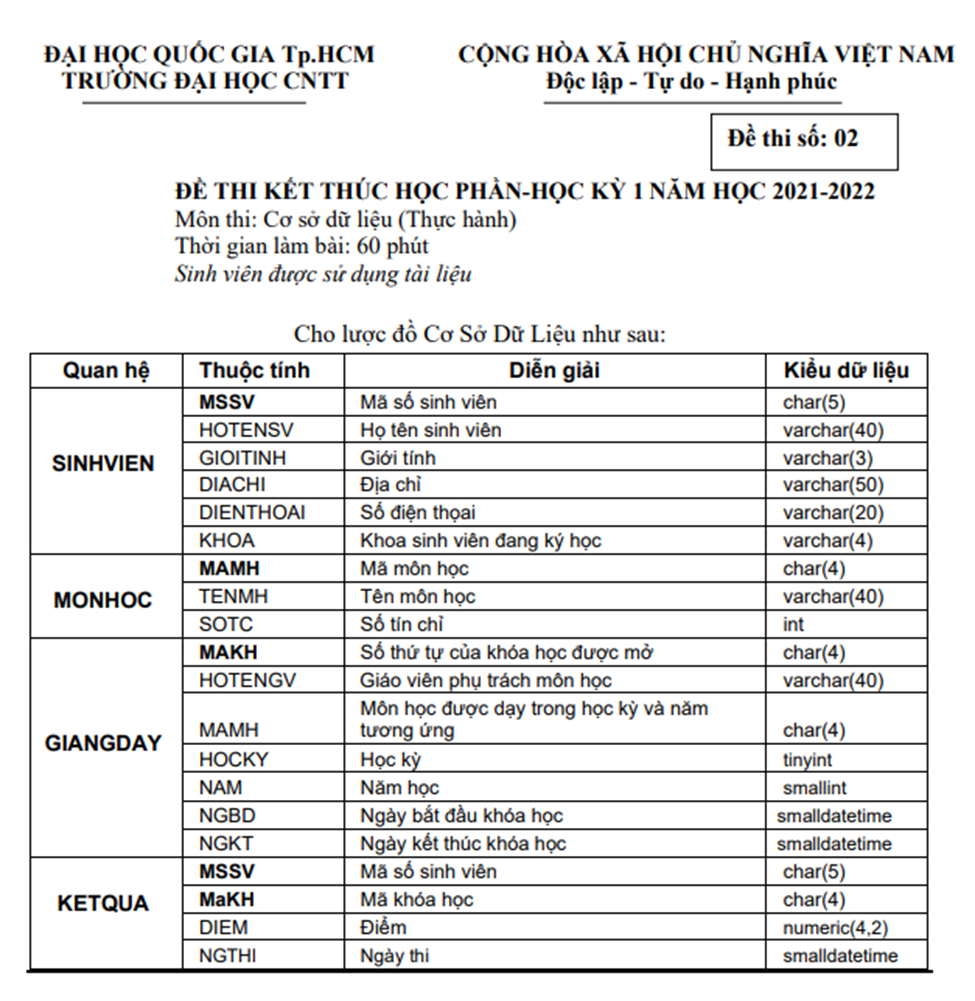 ĐẠI HỌC QUỐC GIA Tp.HCM
TRƯỜNG ĐẠI HỌC CNTT
CỘNG HÒA XÃ HỘI CHỦ NGHĨA VIỆT NAM
Độc lập - Tự do - Hạnh phúc
Đề thi số: 02
ĐỀ THI KẾT THÚC HỌC PHẦN-HỌC KỲ 1 NĂM HỌC 2021-2022
Môn thi: Cơ sở dữ liệu (Thực hành)
Thời gian làm bài: 60 phút
Sinh viên được sử dụng tài liệu
Cho lược đồ Cơ Sở Dữ Liệu như sau:
Quan hệ Thuộc tính Diễn giải Kiểu dữ liệu
SINHVIEN MSSV Mã số sinh viên char(5)
HOTENSV Họ tên sinh viên varchar(40)
GIOITINH Giới tính varchar(3)
DIACHI Địa chỉ varchar(50)
DIENTHOAI Số điện thọai varchar(20)
KHOA Khoa sinh viên đang ký học varchar(4)
MONHOC MAMH Mã môn học char(4)
TENMH Tên môn học varchar(40)
SOTC Số tín chỉ int
GIANGDAY MAKH Số thứ tự của khóa học được mở char(4)
HOTENGV Giáo viên phụ trách môn học varchar(40)
MAMH Môn học được dạy trong học kỳ và năm
tương ứng char(4)
HOCKY Học kỳ tinyint
NAM Năm học smallint
NGBD Ngày bắt đầu khóa học smalldatetime
NGKT Ngày kết thúc khóa học smalldatetime
KETQUA MSSV Mã số sinh viên char(5)
MaKH Mã khóa học char(4)
DIEM Điểm numeric(4,2)
NGTHI Ngày thi smalldatetime